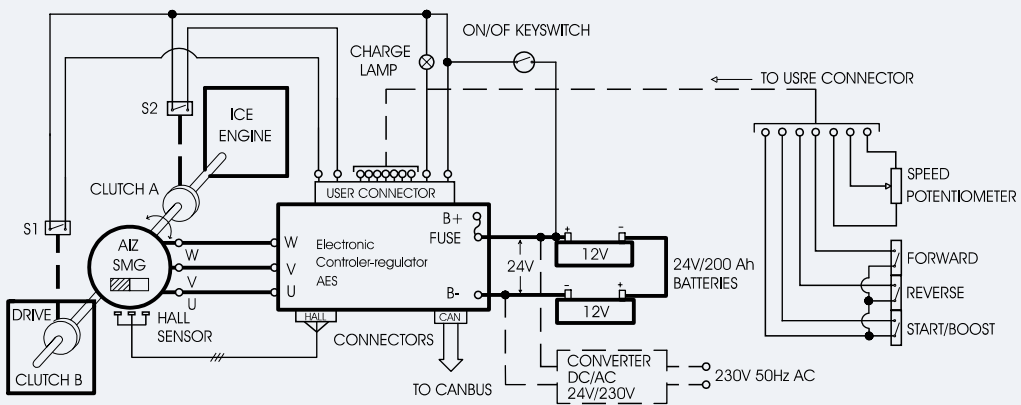 ON/OF KEYSWITCH
CHARGE
LAMP
TO USRE CONNECTOR
S2
ICE
ENGINE
CLUTCH A
USER CONNECTOR
SPEED
POTENTIOMETER
S1
AIZ
SMG
W
V
U
W
V
U
Electronic
Controler-regulator
AES
B+
FUSE
B-
24V
+ -
12V
- +
12V
24V/200 Ah
BATTERIES
FORWARD
REVERSE
START/BOOST
DRIVE
CLUTCH B
HALL
SENSOR
HALL
CAN
CONNECTORS
TO CANBUS
CONVERTER
DC/AC
24V/230V
230V 50Hz AC